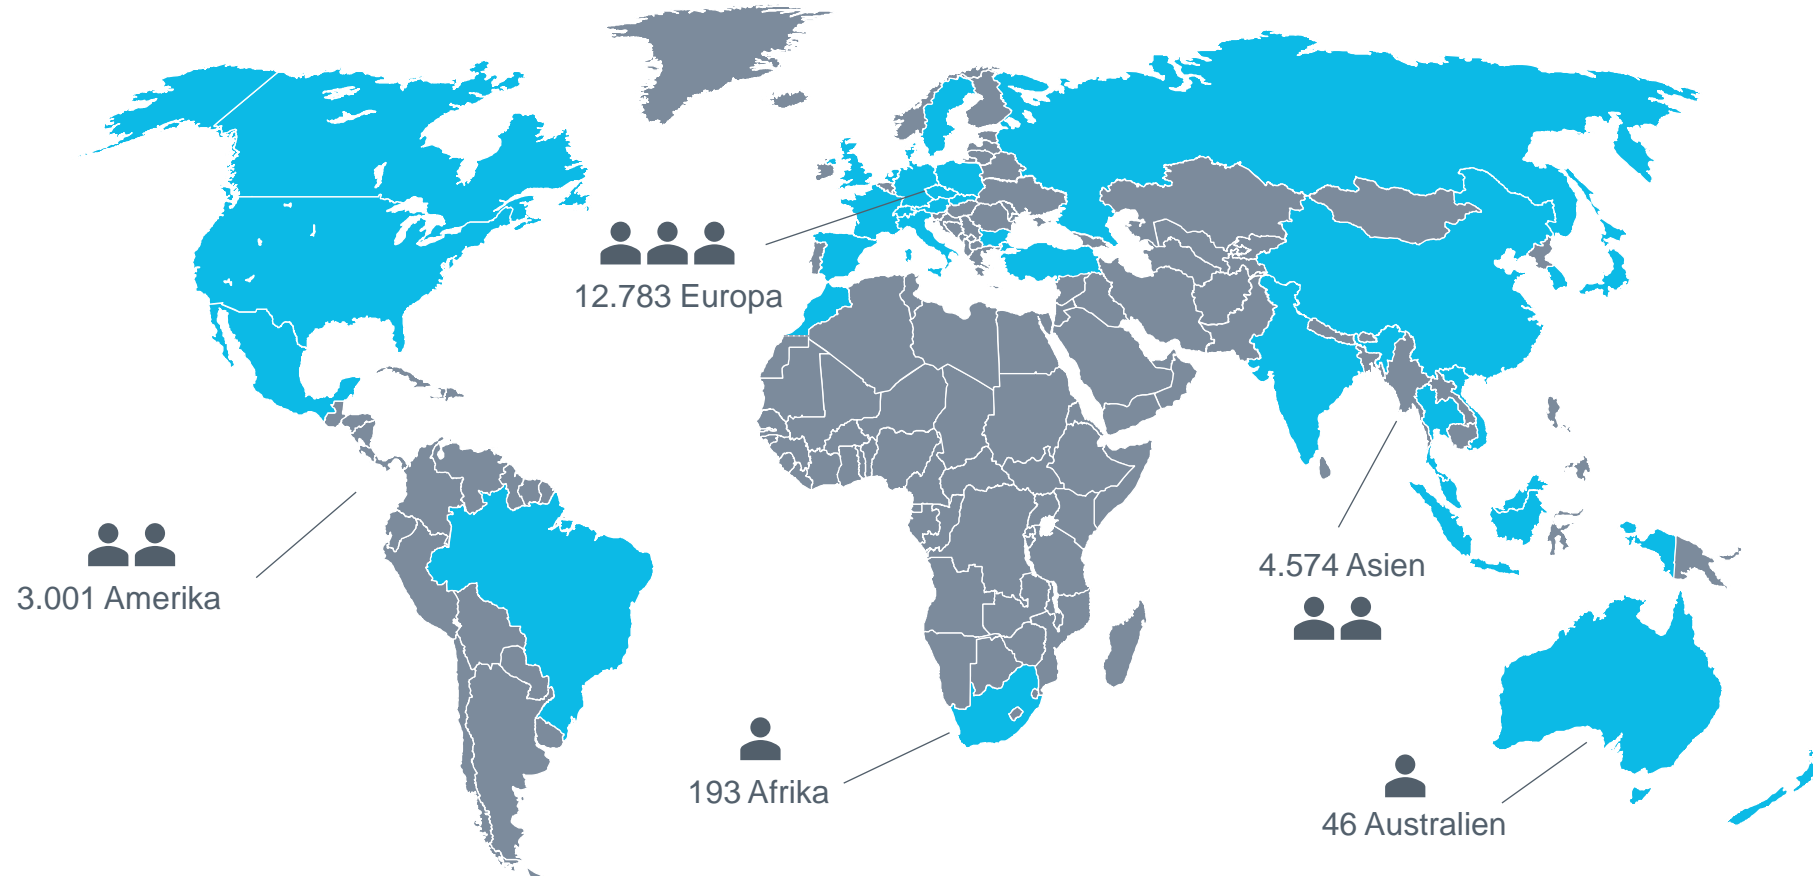 12.783 Europa
3.001 Amerika
4.574 Asien
193 Afrika
46 Australien